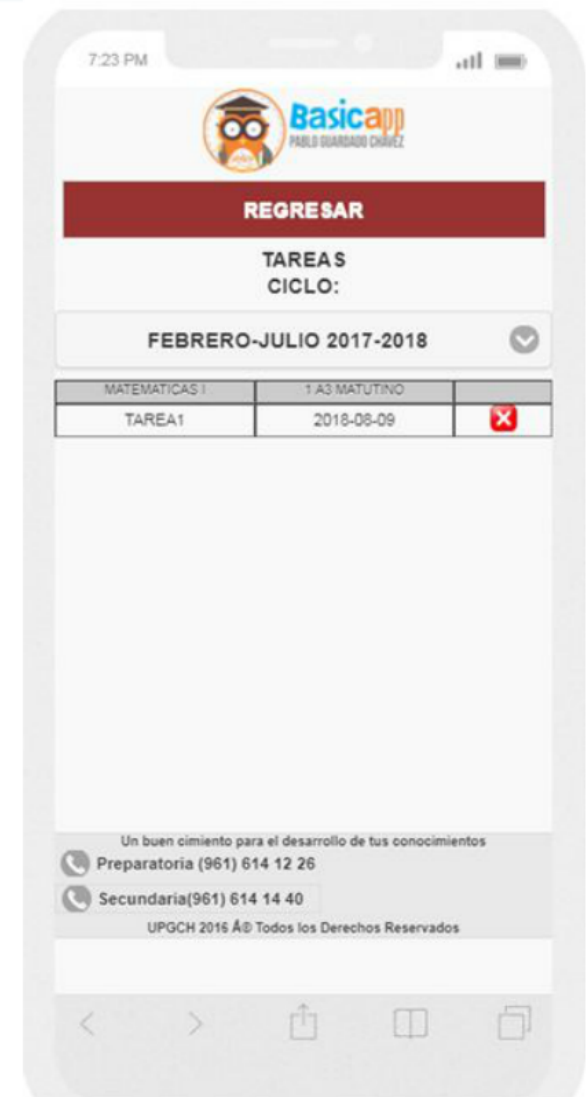 7:23 PM
Basicapp
PABLO GUARDADO CHÁVEZ
REGRESAR
TAREAS
CICLO:
FEBRERO-JULIO 2017-2018
MATEMATICAS I 1 A3 MATUTINO
TAREA1 2018-08-09
Un buen cimiento para el desarrollo de tus conocimientos
Preparatoria (961) 614 12 26
Secundaria(961) 614 14 40
UPGCH 2016 Â© Todos los Derechos Reservados